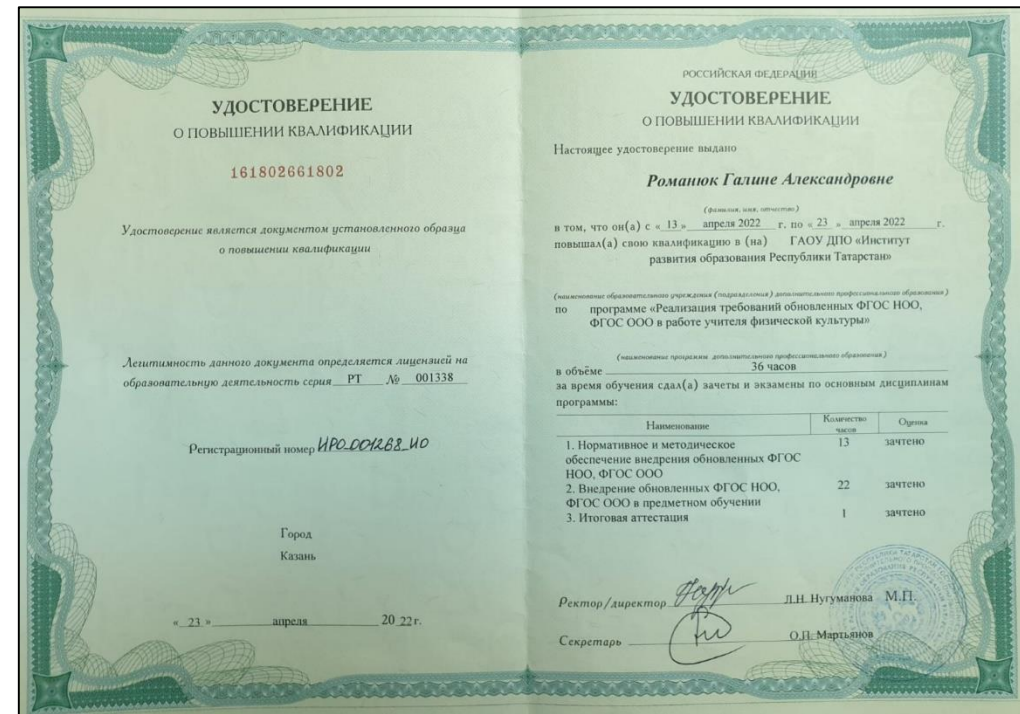 УДОСТОВЕРЕНИЕ
О ПОВЫШЕНИИ КВАЛИФИКАЦИИ
161802661802
Удостоверение является документом установленного образца
о повышении квалификации
Легитимность данного документа определяется лицензией на
образовательную деятельность серия РТ № 001338
Регистрационный номер ИРО_001268_ИО
Город
Казань
« 23 » апреля 20 22 г.
РОССИЙСКАЯ ФЕДЕРАЦИЯ
УДОСТОВЕРЕНИЕ
О ПОВЫШЕНИИ КВАЛИФИКАЦИИ
Настоящее удостоверение выдано
Романюк Галине Александровне
(фамилия, имя, отчество)
в том, что он(а) с « 13 » апреля 2022 г. по « 23 » апреля 2022 г.
повышал(а) свою квалификацию в (на) ГАОУ ДПО «Институт
развития образования Республики Татарстан»
(наименование образовательного учреждения (подразделения) дополнительного профессионального образования)
по программе «Реализация требований обновленных ФГОС НОО,
ФГОС ООО в работе учителя физической культуры»
(наименование программы дополнительного профессионального образования)
в объёме 36 часов
за время обучения сдал(а) зачеты и экзамены по основным дисциплинам
программы:
Наименование Количество часов Оценка
1. Нормативное и методическое 13 зачтено
обеспечение внедрения обновленных ФГОС
НОО, ФГОС ООО
2. Внедрение обновленных ФГОС НОО, 22 зачтено
ФГОС ООО в предметном обучении
3. Итоговая аттестация 1 зачтено
Ректор/директор Л.Н. Нугуманова М.П.
Секретарь О.П. Мартьянов